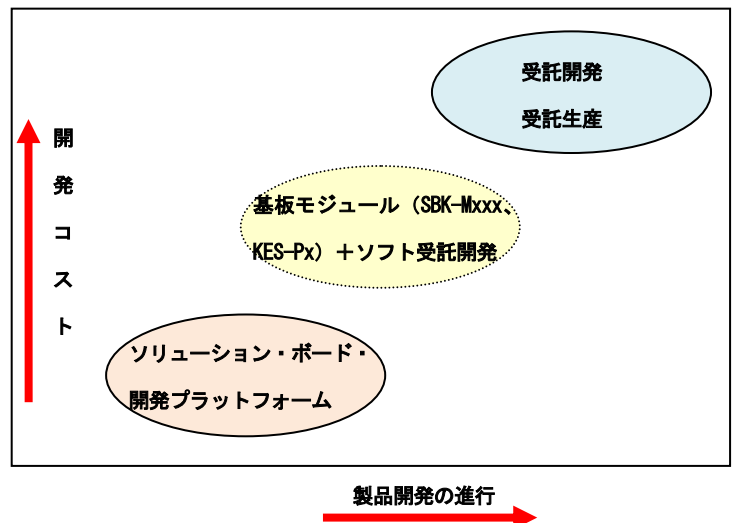 受託開発
受託生産
開発コスト
基板モジュール（SBK-Mxxx、
KES-Px）＋ソフト受託開発
ソリューション・ボード・
開発プラットフォーム
製品開発の進行